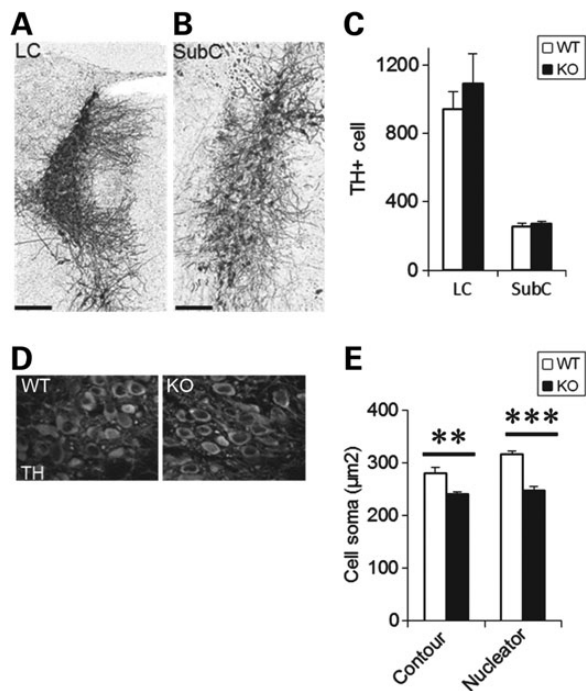 A
LC
B
SubC
C
WT
KO
TH+ cell
1200
800
400
0
LC
SubC
D
WT
TH
KO
E
WT
KO
Cell soma (µm2)
400
300
200
100
0
**
***
Contour
Nucleator